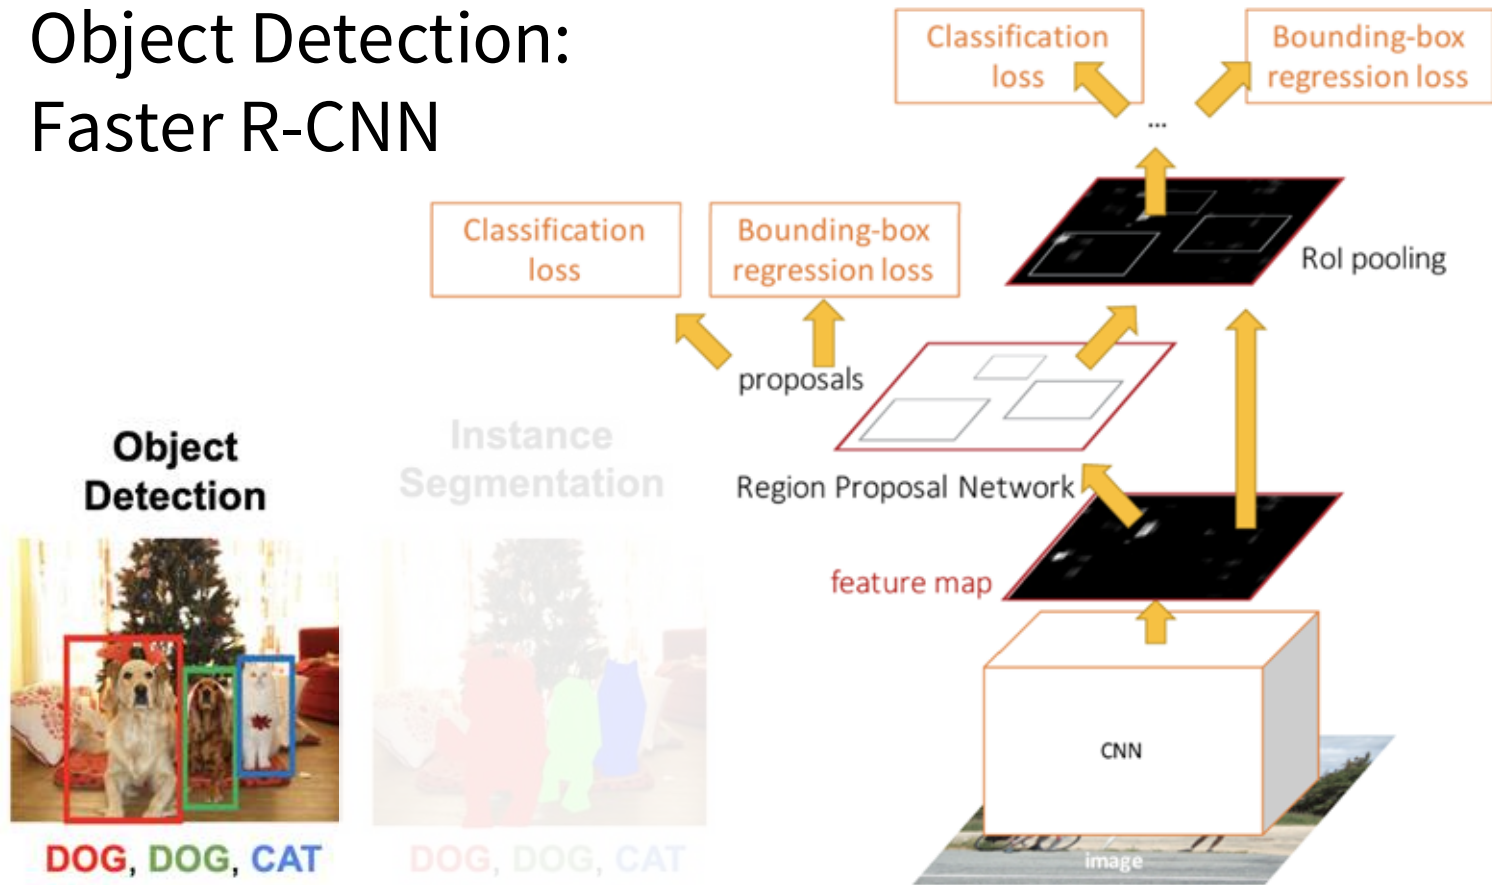 Object Detection:
Faster R-CNN
Classification
loss
Bounding-box
regression loss
...
RoI pooling
Classification
loss
Bounding-box
regression loss
proposals
Region Proposal Network
feature map
CNN
image
Object
Detection
DOG, DOG, CAT
Instance
Segmentation
DOG, DOG, CAT